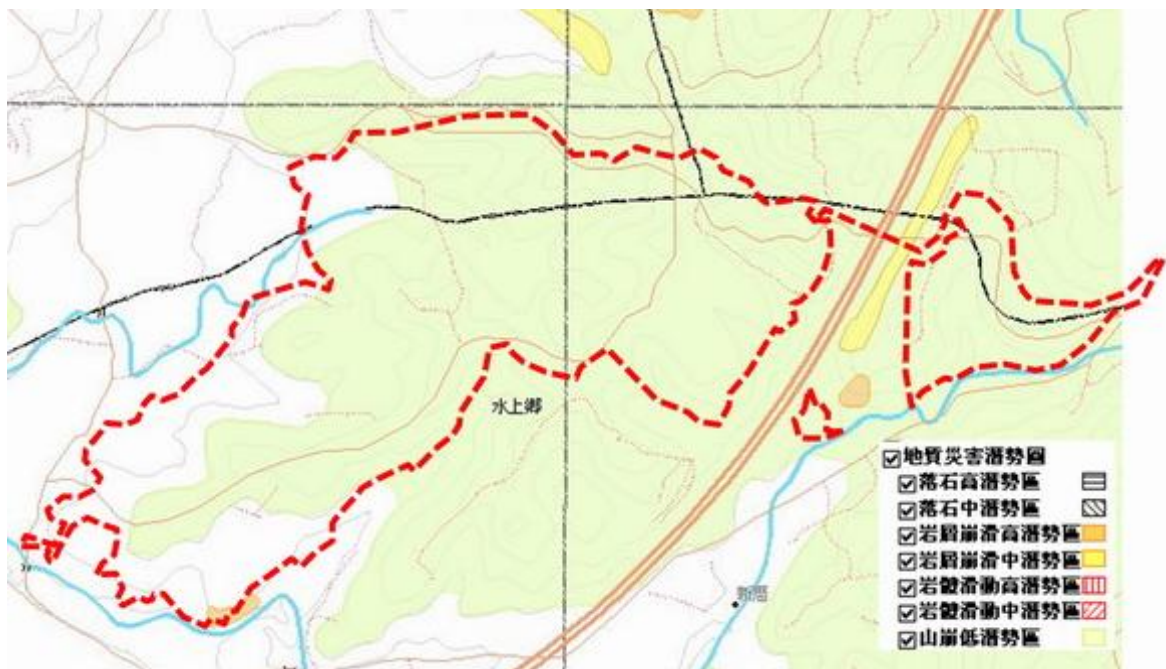 水上鄉
地質災害潛勢圖
落石高潛勢區
落石中潛勢區
岩屑崩滑高潛勢區
岩屑崩滑中潛勢區
岩體滑動高潛勢區
岩體滑動中潛勢區
山崩低潛勢區